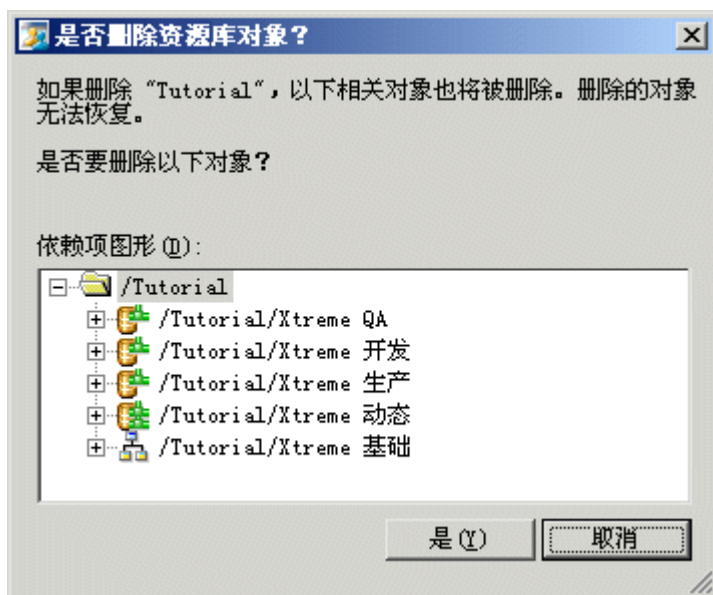 是否删除资源库对象？
如果删除 “Tutorial”，以下相关对象也将被删除。删除的对象
无法恢复。
是否要删除以下对象？
依赖项图形(D)：
/Tutorial
/Tutorial/Xtreme QA
/Tutorial/Xtreme 开发
/Tutorial/Xtreme 生产
/Tutorial/Xtreme 动态
/Tutorial/Xtreme 基础
是(Y) 取消